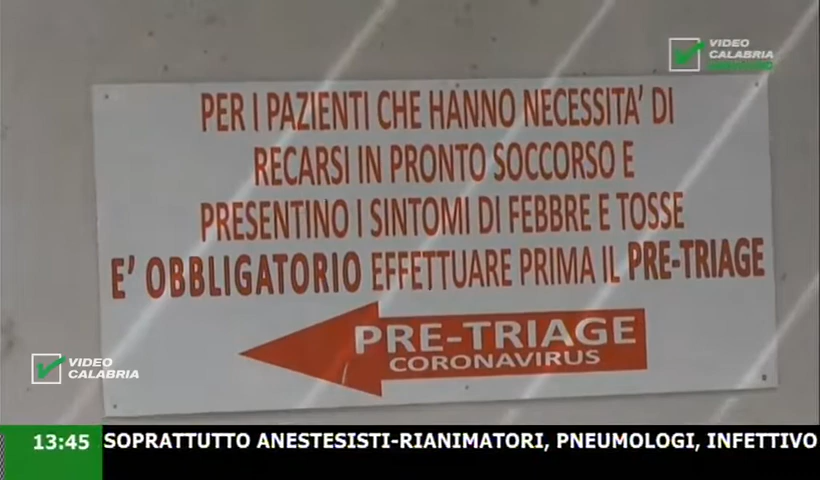 VIDEO
CALABRIA
PER I PAZIENTI CHE HANNO NECESSITA' DI
RECARSI IN PRONTO SOCCORSO E
PRESENTINO I SINTOMI DI FEBBRE E TOSSE
E' OBBLIGATORIO EFFETTUARE PRIMA IL PRE-TRIAGE
PRE-TRIAGE
CORONAVIRUS
VIDEO
CALABRIA
13:45 SOPRATTUTTO ANESTESISTI-RIANIMATORI, PNEUMOLOGI, INFETTIVO